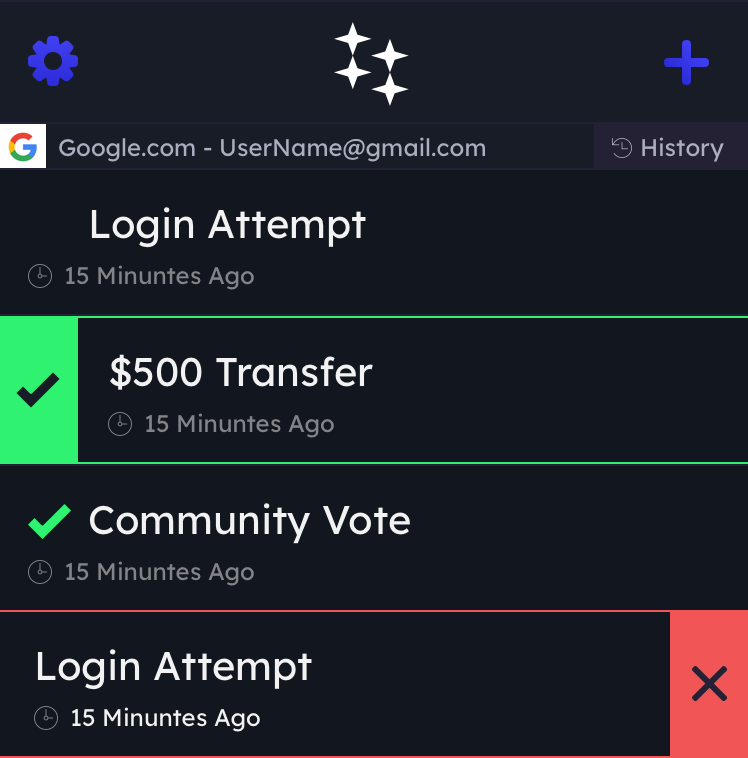 Google.com - UserName@gmail.com
History
Login Attempt
15 Minuntes Ago
$500 Transfer
15 Minuntes Ago
Community Vote
15 Minuntes Ago
Login Attempt
15 Minuntes Ago